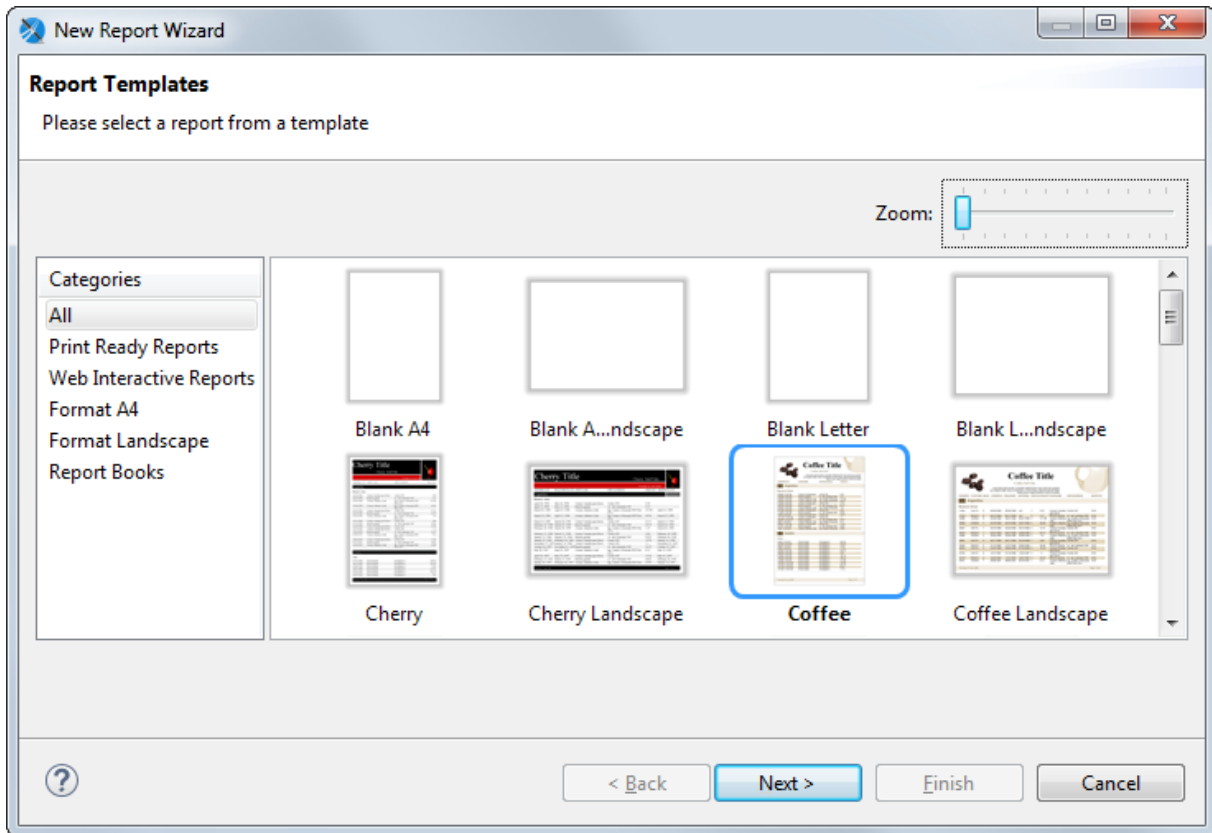 New Report Wizard
Report Templates
Please select a report from a template
Zoom:
Categories
All
Print Ready Reports
Web Interactive Reports
Format A4
Format Landscape
Report Books
Blank A4
Blank A...ndscape
Blank Letter
Blank L...ndscape
Cherry Title
Cherry Title
Coffee Title
Coffee Title
Cherry
Cherry Landscape
Coffee
Coffee Landscape
?
< Back
Next >
Finish
Cancel